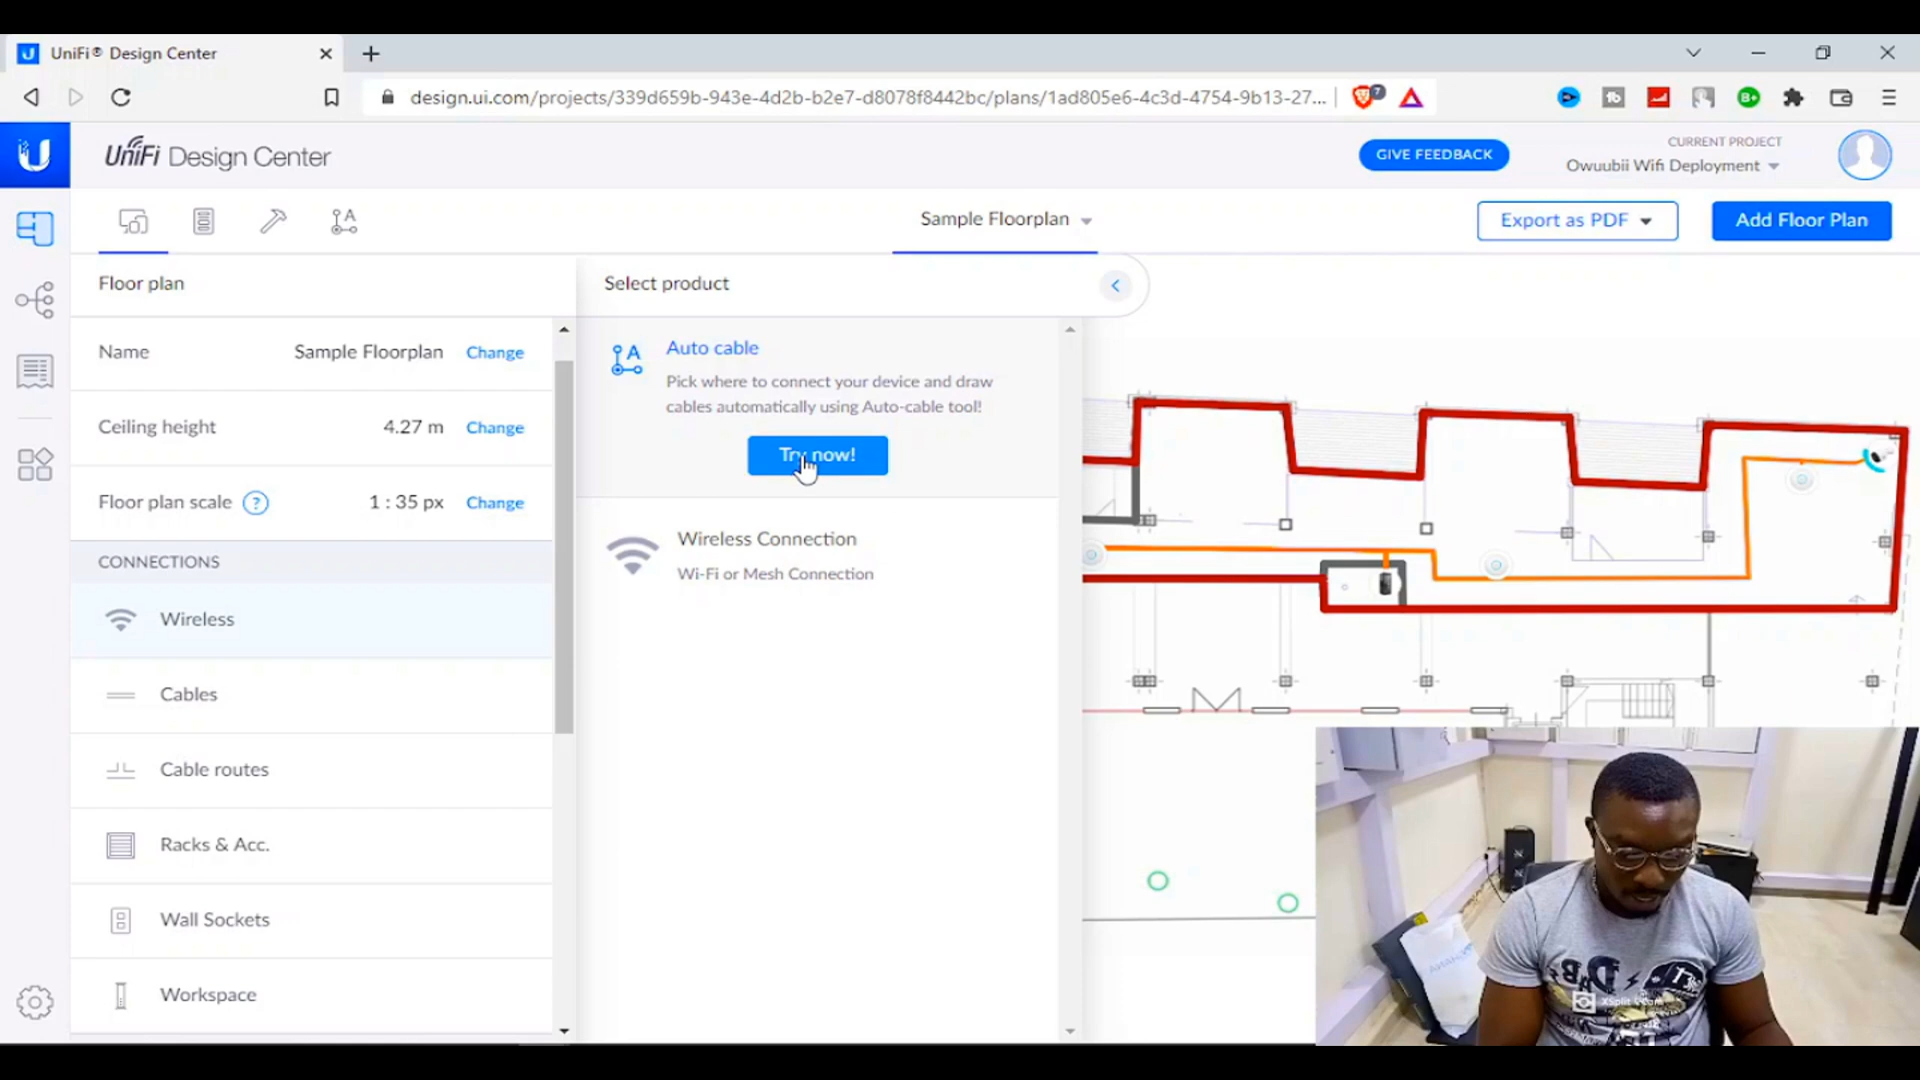 UniFi® Design Center
design.ui.com/projects/339d659b-943e-4d2b-b2e7-d8078f8442bc/plans/1ad805e6-4c3d-4754-9b13-27...
7
UniFi Design Center
GIVE FEEDBACK
CURRENT PROJECT
Owuubii Wifi Deployment
Sample Floorplan
Export as PDF
Add Floor Plan
Floor plan
Select product
Name
Sample Floorplan
Change
Auto cable
Pick where to connect your device and draw
cables automatically using Auto-cable tool!
Try now!
Ceiling height
4.27 m
Change
Floor plan scale ?
1 : 35 px
Change
CONNECTIONS
Wireless
Wireless Connection
Wi-Fi or Mesh Connection
Cables
Cable routes
Racks & Acc.
Wall Sockets
Workspace
XSplit